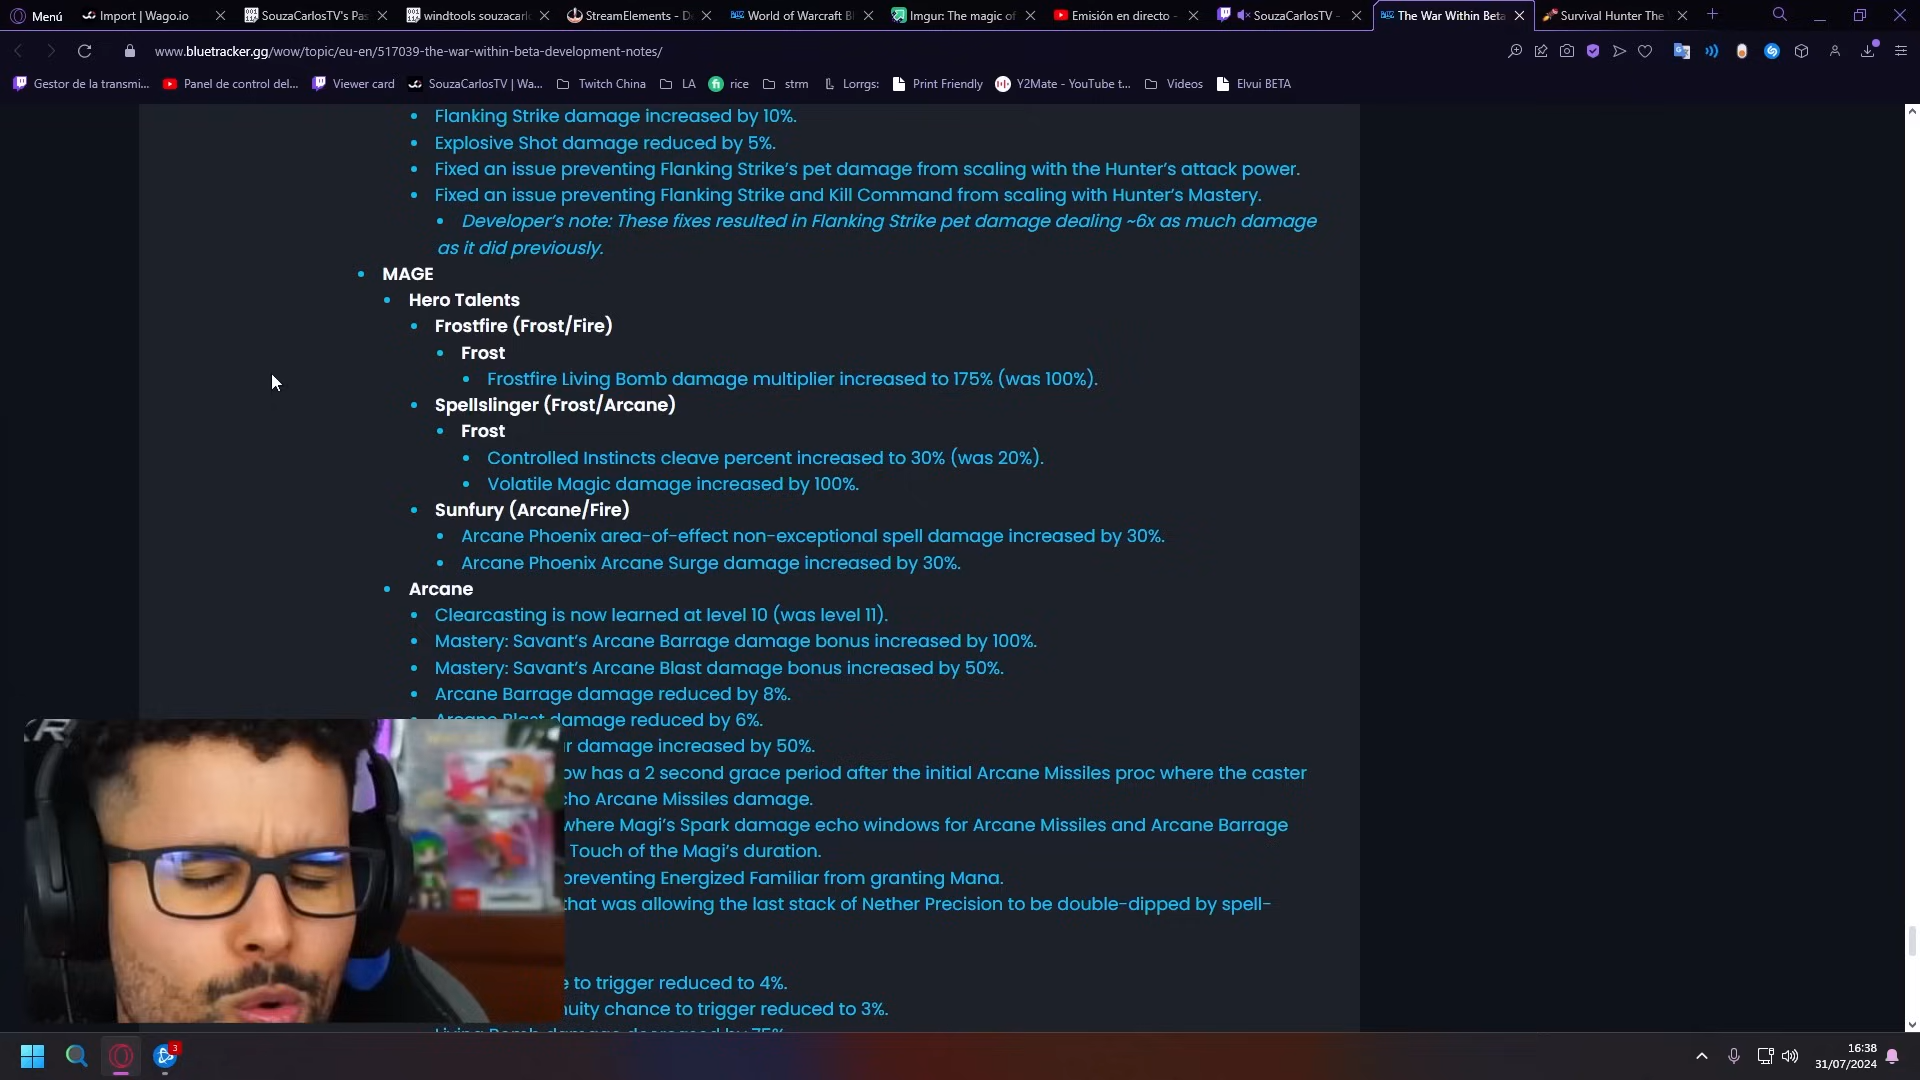 Menú
Import | Wago.io
SouzaCarlosTV's Pas
windtools souzacarl
StreamElements - D
World of Warcraft B
Imgur: The magic of
Emisión en directo -
SouzaCarlosTV -
The War Within Beta
Survival Hunter The
www.bluetracker.gg/wow/topic/eu-en/517039-the-war-within-beta-development-notes/
Gestor de la transmi...
Panel de control del...
Viewer card
SouzaCarlosTV | Wa...
Twitch China
LA
rice
strm
Lorrgs:
Print Friendly
Y2Mate - YouTube t...
Videos
Elvui BETA
Flanking Strike damage increased by 10%.
Explosive Shot damage reduced by 5%.
Fixed an issue preventing Flanking Strike's pet damage from scaling with the Hunter's attack power.
Fixed an issue preventing Flanking Strike and Kill Command from scaling with Hunter's Mastery.
Developer's note: These fixes resulted in Flanking Strike pet damage dealing ~6x as much damage
as it did previously.
MAGE
Hero Talents
Frostfire (Frost/Fire)
Frost
Frostfire Living Bomb damage multiplier increased to 175% (was 100%).
Spellslinger (Frost/Arcane)
Frost
Controlled Instincts cleave percent increased to 30% (was 20%).
Volatile Magic damage increased by 100%.
Sunfury (Arcane/Fire)
Arcane Phoenix area-of-effect non-exceptional spell damage increased by 30%.
Arcane Phoenix Arcane Surge damage increased by 30%.
Arcane
Clearcasting is now learned at level 10 (was level 11).
Mastery: Savant's Arcane Barrage damage bonus increased by 100%.
Mastery: Savant's Arcane Blast damage bonus increased by 50%.
Arcane Barrage damage reduced by 8%.
Arcane Blast damage reduced by 6%.
damage increased by 50%.
ow has a 2 second grace period after the initial Arcane Missiles proc where the caster
cho Arcane Missiles damage.
where Magi's Spark damage echo windows for Arcane Missiles and Arcane Barrage
Touch of the Magi's duration.
preventing Energized Familiar from granting Mana.
that was allowing the last stack of Nether Precision to be double-dipped by spell-
e to trigger reduced to 4%.
nuity chance to trigger reduced to 3%.
Living Bomb damage decreased by 75%
3
16:38
31/07/2024